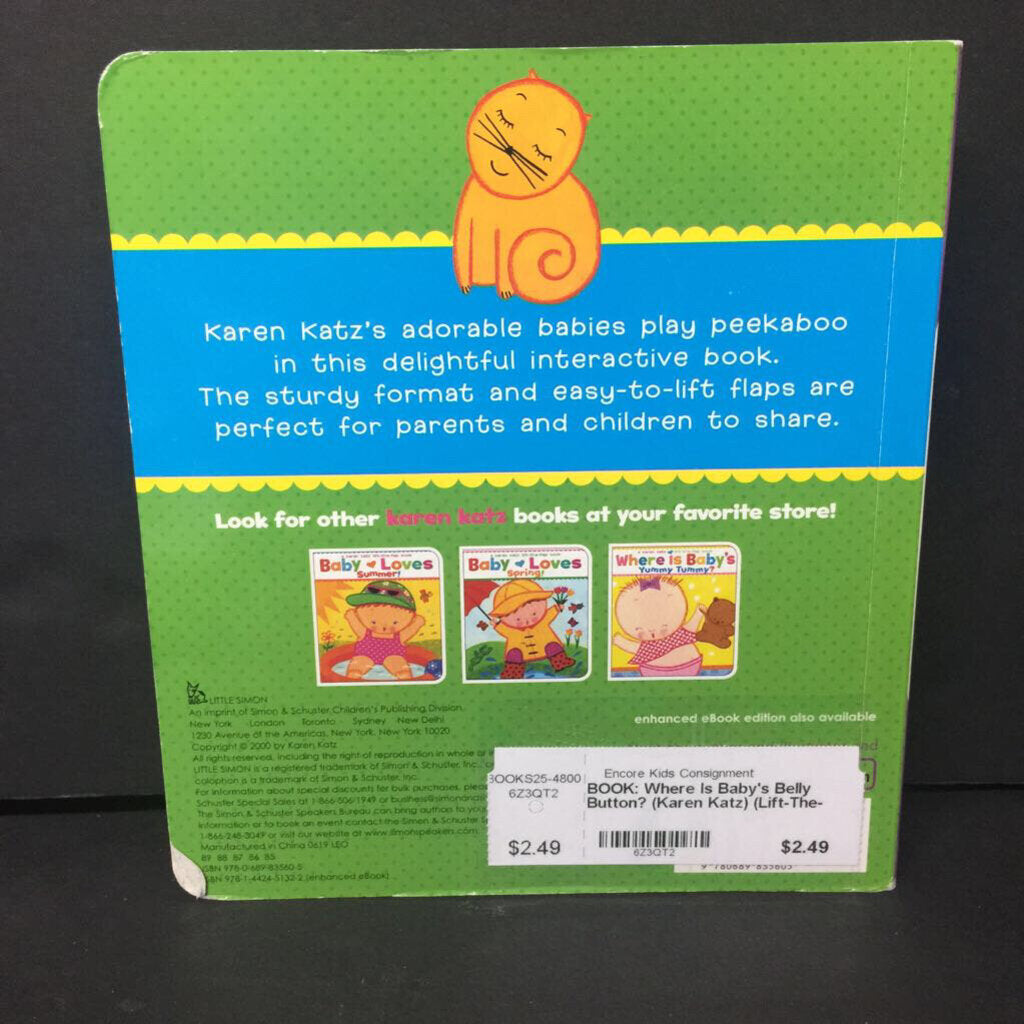 Karen Katz's adorable babies play peekaboo
in this delightful interactive book.
The sturdy format and easy-to-lift flaps are
perfect for parents and children to share.
Look for other karen katz books at your favorite store!
Baby Loves
Summer!
Baby Loves
Spring!
Where Is Baby's
Yummy Tummy?
LITTLE SIMON
An imprint of Simon & Schuster Children's Publishing Division
New York London Toronto Sydney New Delhi
1230 Avenue of the Americas, New York, New York 10020
Copyright © 2000 by Karen Katz
All rights reserved, including the right of reproduction in whole or
LITTLE SIMON is a registered trademark of Simon & Schuster, Inc.,
colophon is a trademark of Simon & Schuster, Inc.
For information about special discounts for bulk purchases,
Schuster Special Sales at 1-866-506-1949 or
The Simon & Schuster Speakers Bureau can bring authors to
information or to book an event contact the Simon & Schuster
1-866-248-3049 or visit our website at www.simonspeakers.com.
Manufactured in China 0619 LEO
89 88 87 86 85
ISBN 978-0-689-83560-5
ISBN 978-1-4424-5132-2 (enhanced eBook)
enhanced eBook edition also available
BOOKS25-4800
6Z3QT2
$2.49
Encore Kids Consignment
BOOK: Where Is Baby's Belly
Button? (Karen Katz) (Lift-The-
6Z3QT2
$2.49
9 780689 835605